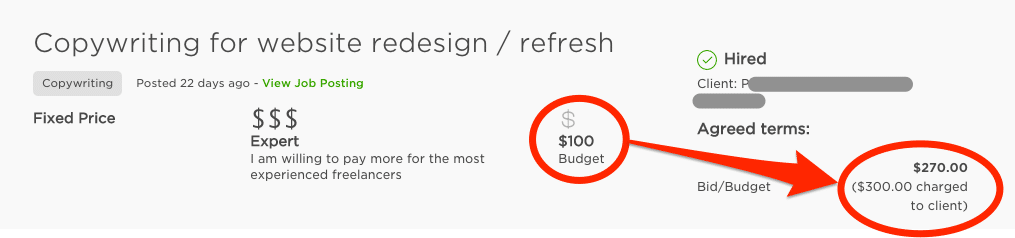 Copywriting for website redesign / refresh
Copywriting
Posted 22 days ago - View Job Posting
Fixed Price
$$$
Expert
I am willing to pay more for the most
experienced freelancers
$
$100
Budget
Hired
Client: P
Agreed terms:
Bid/Budget
$270.00
($300.00 charged
to client)